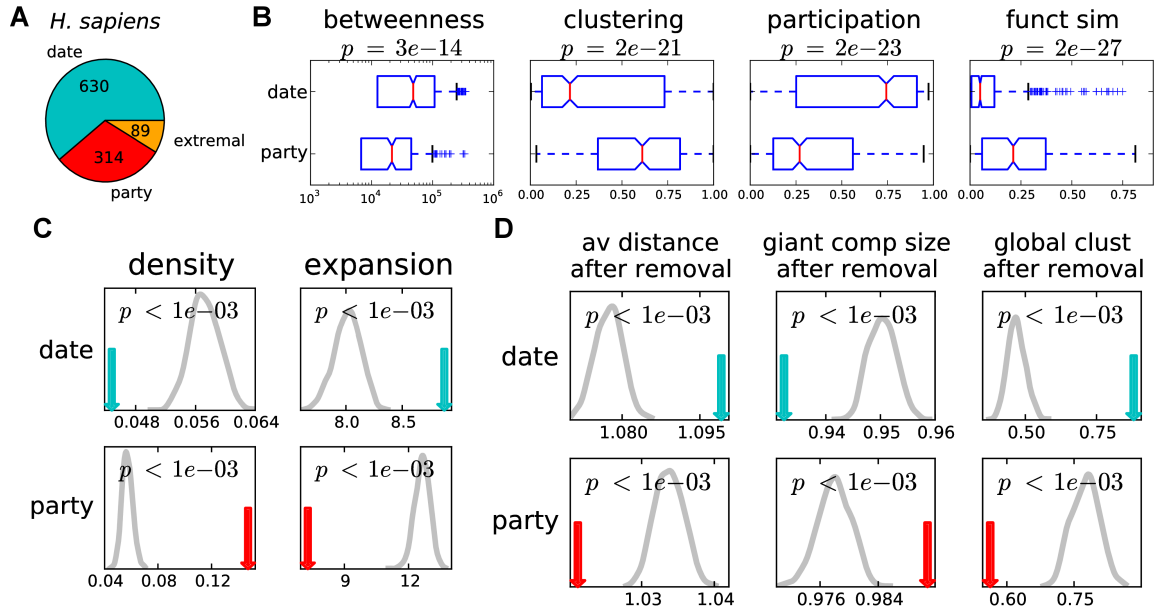 A
H. sapiens
date
630
89
extremal
314
party
B
betweenness
p = 3e−14
clustering
p = 2e−21
participation
p = 2e−23
funct sim
p = 2e−27
date
party
10³ 10⁴ 10⁵ 10⁶
0.00 0.25 0.50 0.75 1.00
0.00 0.25 0.50 0.75 1.00
0.00 0.25 0.50 0.75
C
density
expansion
date
p < 1e−03
0.048 0.056 0.064
p < 1e−03
8.0 8.5
party
p < 1e−03
0.04 0.08 0.12
p < 1e−03
9 12
D
av distance
after removal
giant comp size
after removal
global clust
after removal
date
p < 1e−03
1.080 1.095
p < 1e−03
0.94 0.95 0.96
p < 1e−03
0.50 0.75
party
p < 1e−03
1.03 1.04
p < 1e−03
0.976 0.984
p < 1e−03
0.60 0.75